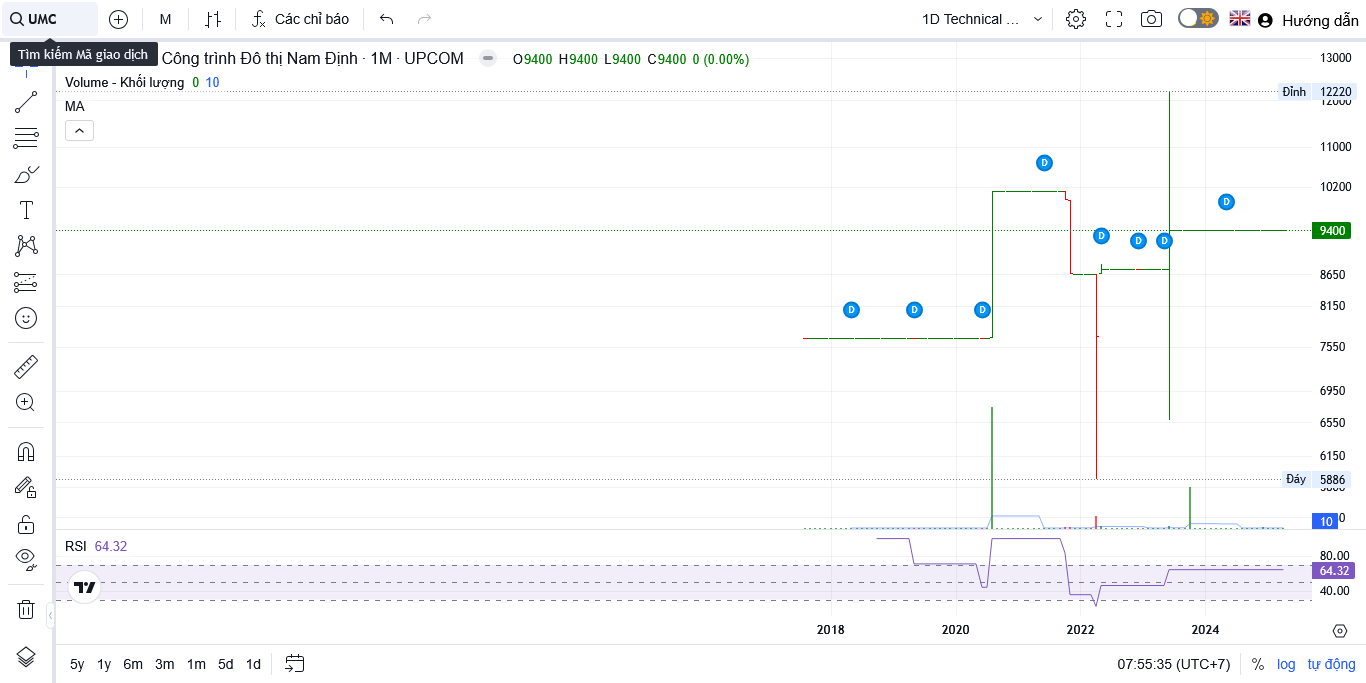 UMC
M
Các chỉ báo
1D Technical ...
Hướng dẫn
Tìm kiếm Mã giao dịch
Công trình Đô thị Nam Định · 1M · UPCOM
O9400 H9400 L9400 C9400 0 (0.00%)
Volume - Khối lượng 0 10
MA
13000
Đỉnh 12220
12000
11000
10200
9400
8650
8150
7550
6950
6550
6150
Đáy 5886
10
D
D
D
D
D
D
D
D
RSI 64.32
80.00
64.32
40.00
2018 2020 2022 2024
5y 1y 6m 3m 1m 5d 1d
07:55:35 (UTC+7) % log tự động